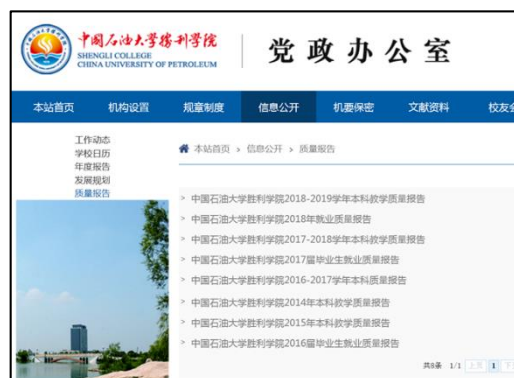 中国石油大学勝利学院
SHENGLI COLLEGE
CHINA UNIVERSITY OF PETROLEUM
党政办公室
本站首页 机构设置 规章制度 信息公开 机要保密 文献资料 校友会
工作动态
学校日历
年度报告
发展规划
质量报告
本站首页 > 信息公开 > 质量报告
> 中国石油大学胜利学院2018-2019学年本科教学质量报告
> 中国石油大学胜利学院2018年就业质量报告
> 中国石油大学胜利学院2017-2018学年本科教学质量报告
> 中国石油大学胜利学院2017届毕业生就业质量报告
> 中国石油大学胜利学院2016-2017学年本科质量报告
> 中国石油大学胜利学院2014年本科教学质量报告
> 中国石油大学胜利学院2015年本科教学质量报告
> 中国石油大学胜利学院2016届毕业生就业质量报告
共8条 1/1 上页 1 下